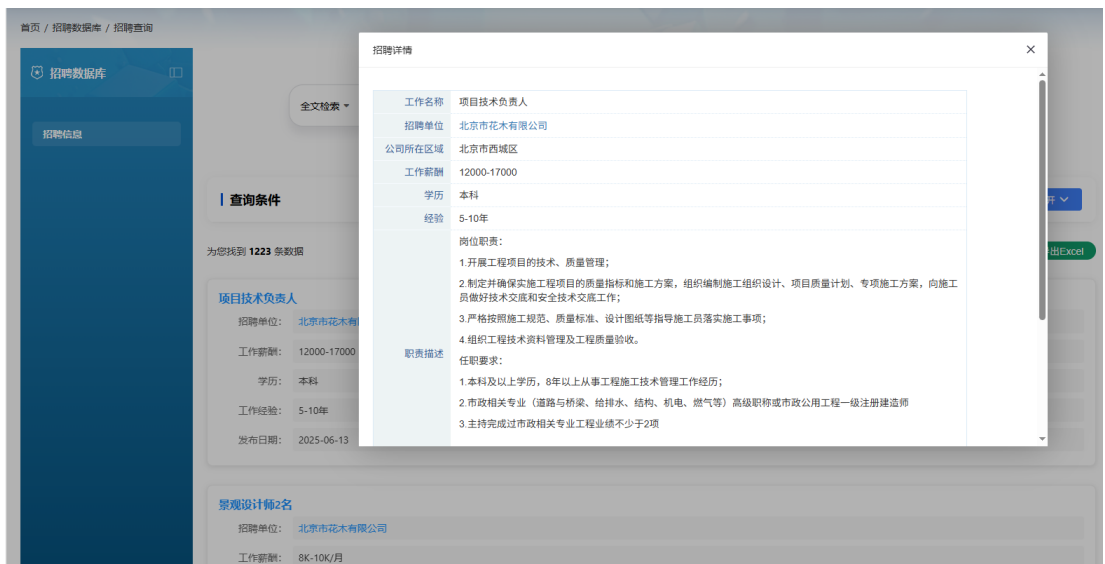 首页 / 招聘数据库 / 招聘查询
招聘数据库
招聘信息
全文检索
查询条件
开
为您找到 1223 条数据
出Excel
项目技术负责人
招聘单位： 北京市花木有限
工作薪酬： 12000-17000
学历： 本科
工作经验： 5-10年
发布日期： 2025-06-13
景观设计师2名
招聘单位： 北京市花木有限公司
工作薪酬： 8K-10K/月
招聘详情
工作名称 项目技术负责人
招聘单位 北京市花木有限公司
公司所在区域 北京市西城区
工作薪酬 12000-17000
学历 本科
经验 5-10年
职责描述
岗位职责：
1.开展工程项目的技术、质量管理；
2.制定并确保实施工程项目的质量指标和施工方案，组织编制施工组织设计、项目质量计划、专项施工方案，向施工
员做好技术交底和安全技术交底工作；
3.严格按照施工规范、质量标准、设计图纸等指导施工员落实施工事项；
4.组织工程技术资料管理及工程质量验收。
任职要求：
1.本科及以上学历，8年以上从事工程施工技术管理工作经历；
2.市政相关专业（道路与桥梁、给排水、结构、机电、燃气等）高级职称或市政公用工程一级注册建造师
3.主持完成过市政相关专业工程业绩不少于2项